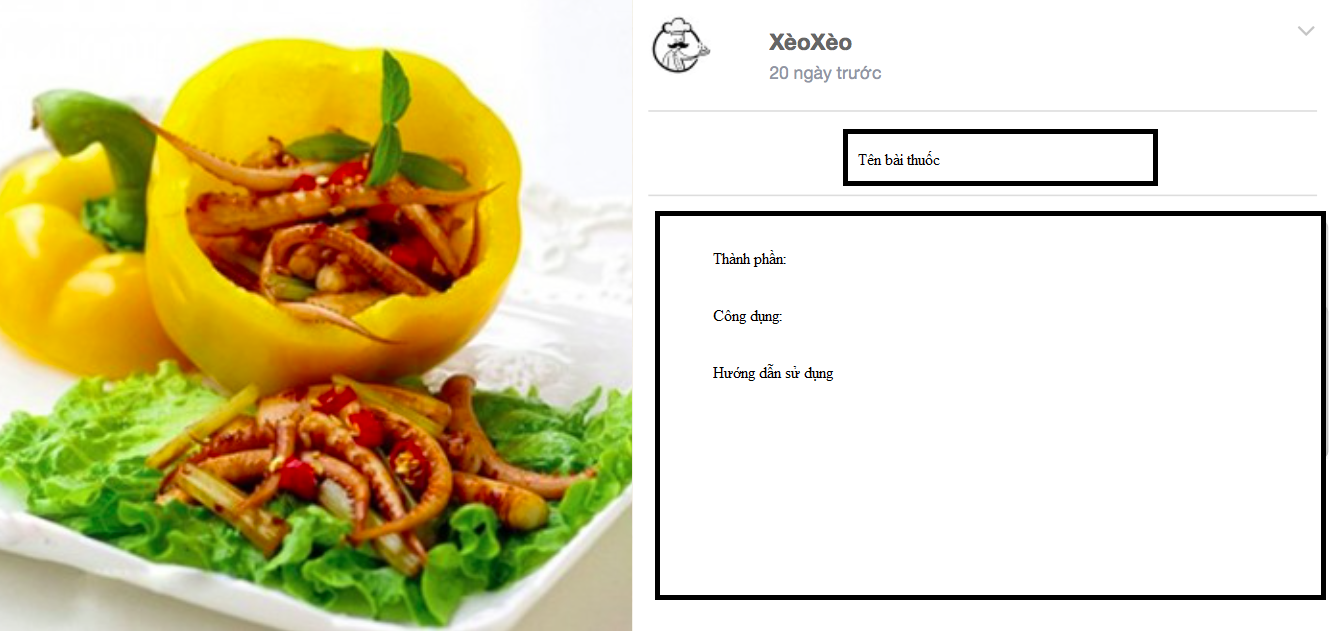 XèoXèo
20 ngày trước
Tên bài thuốc
Thành phần:
Công dụng:
Hướng dẫn sử dụng